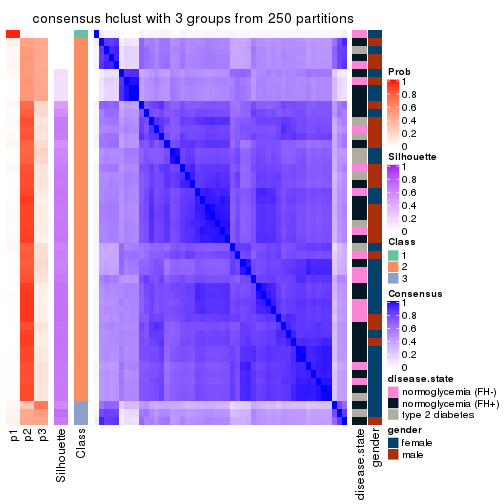 consensus hclust with 3 groups from 250 partitions
Prob
1
0.8
0.6
0.4
0.2
0
Silhouette
1
0.8
0.6
0.4
0.2
0
Class
1
2
3
Consensus
1
0.8
0.6
0.4
0.2
0
disease.state
normoglycemia (FH-)
normoglycemia (FH+)
type 2 diabetes
gender
female
male
p1
p2
p3
Silhouette
Class
disease.state
gender